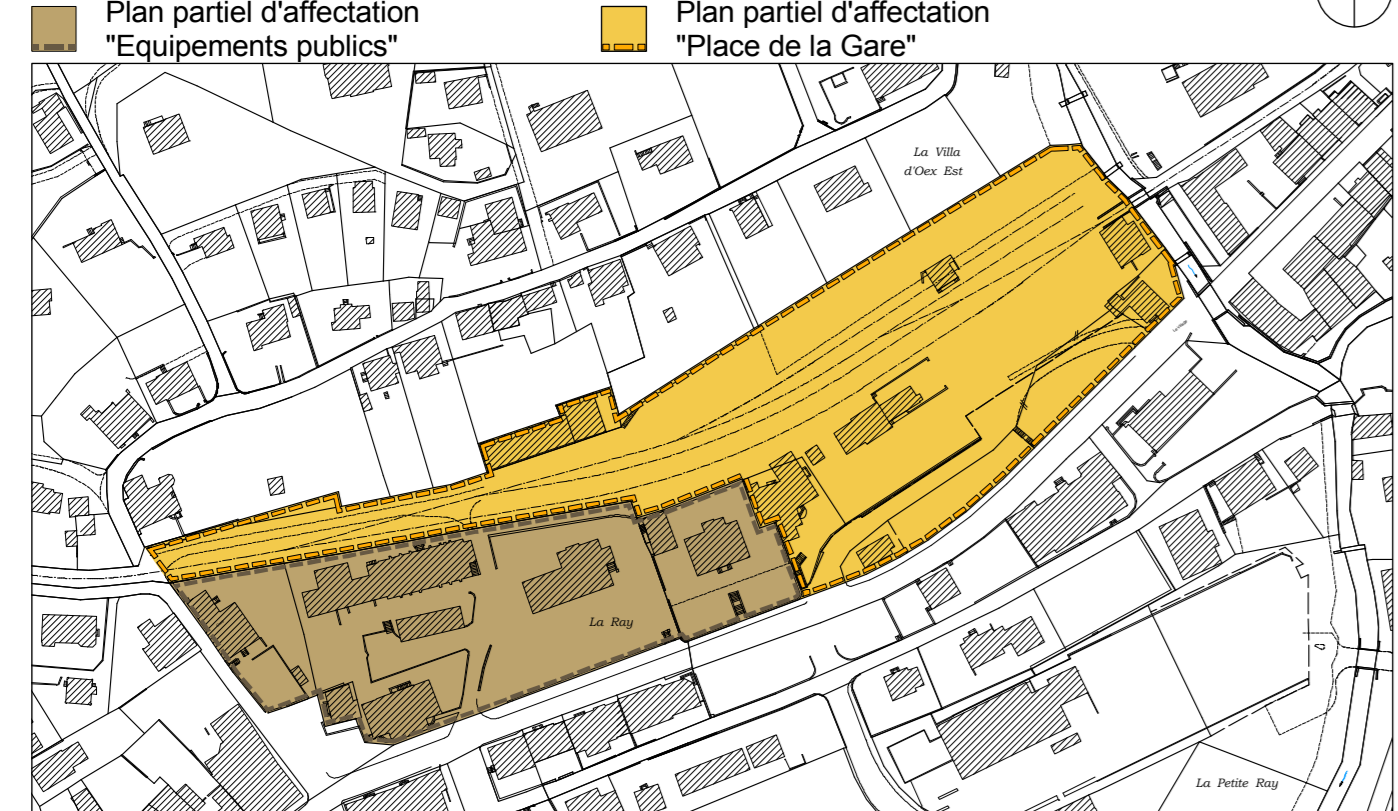 Plan partiel d'affectation
"Equipements publics"
Plan partiel d'affectation
"Place de la Gare"
La Villa
d'Oex Est
La Ray
La Petite Ray